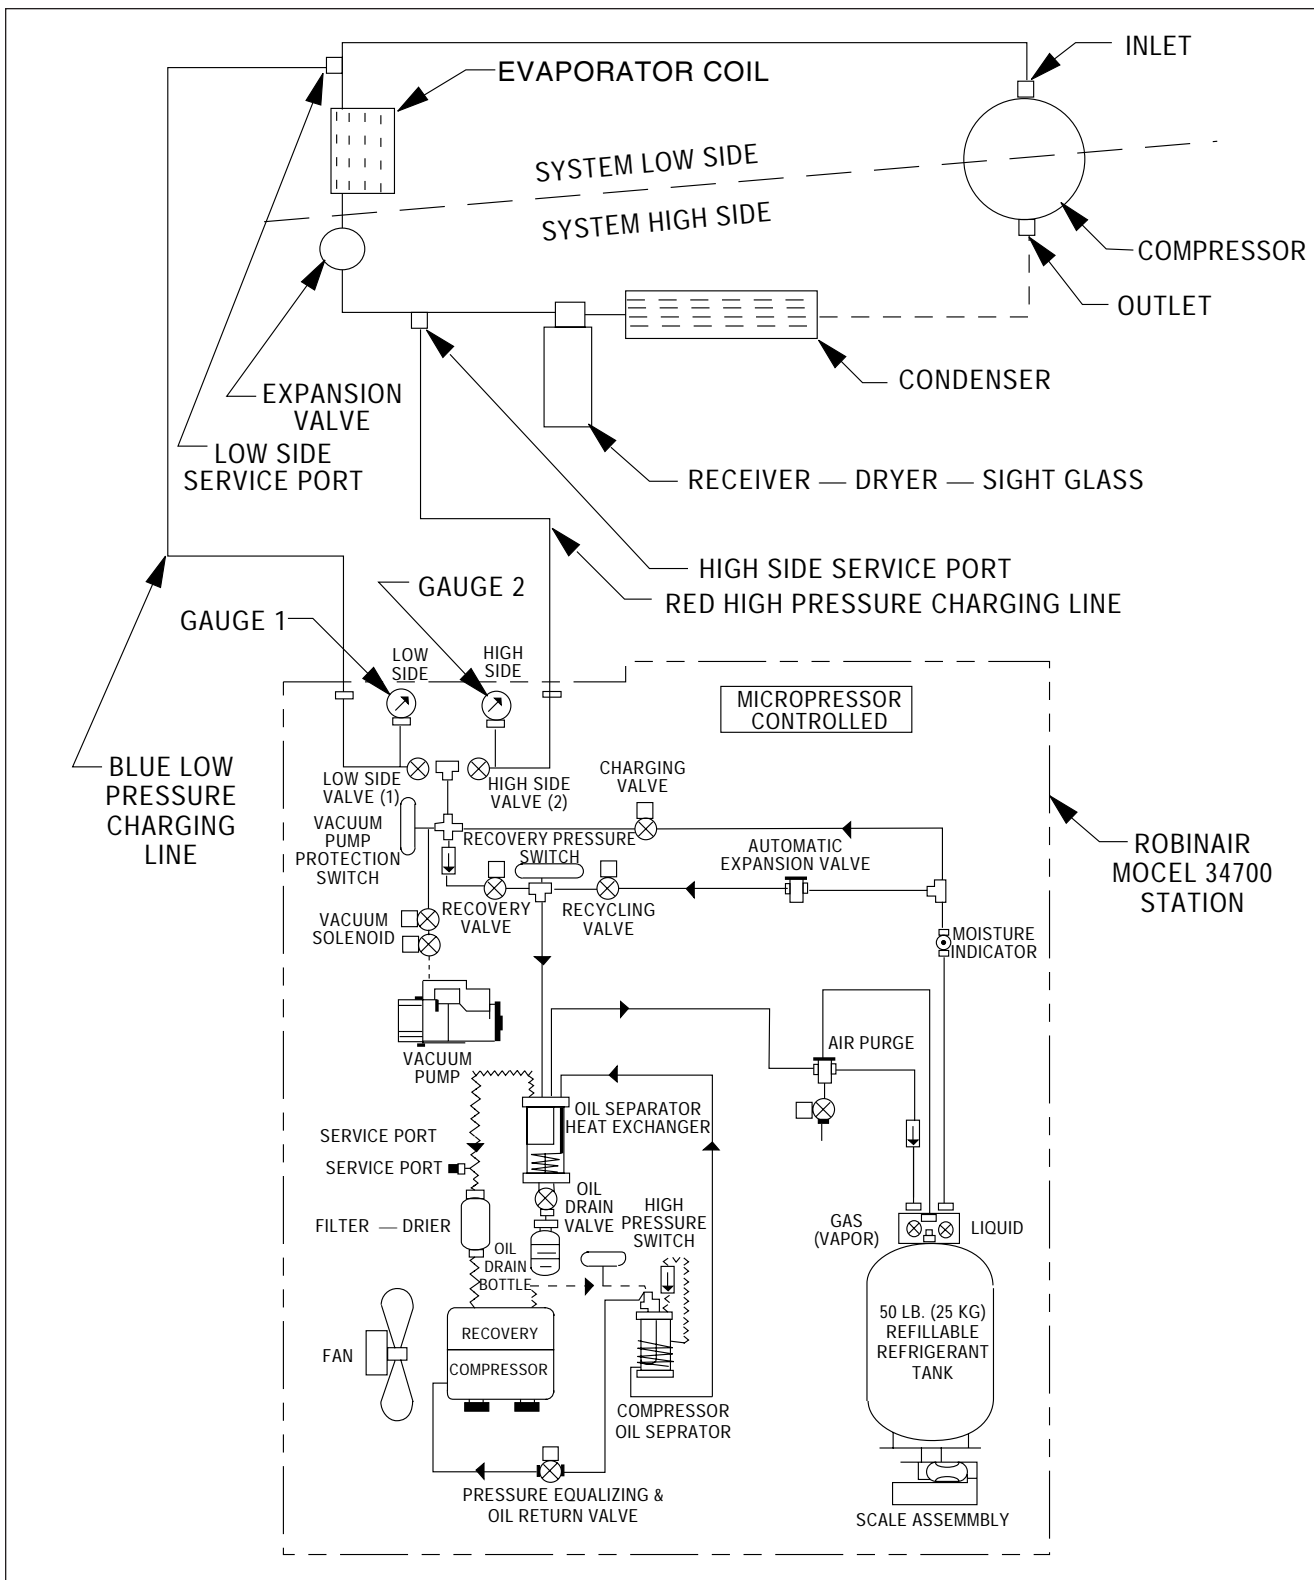 INLET
EVAPORATOR COIL
SYSTEM LOW SIDE
SYSTEM HIGH SIDE
COMPRESSOR
OUTLET
CONDENSER
EXPANSION
VALVE
LOW SIDE
SERVICE PORT
RECEIVER — DRYER — SIGHT GLASS
HIGH SIDE SERVICE PORT
RED HIGH PRESSURE CHARGING LINE
GAUGE 2
GAUGE 1
LOW
SIDE
HIGH
SIDE
MICROPRESSOR
CONTROLLED
BLUE LOW
PRESSURE
CHARGING
LINE
LOW SIDE
VALVE (1)
HIGH SIDE
VALVE (2)
CHARGING
VALVE
VACUUM
PUMP
PROTECTION
SWITCH
RECOVERY PRESSURE
SWITCH
AUTOMATIC
EXPANSION VALVE
ROBINAIR
MOCEL 34700
STATION
RECOVERY
VALVE
RECYCLING
VALVE
VACUUM
SOLENOID
MOISTURE
INDICATOR
VACUUM
PUMP
AIR PURGE
OIL SEPARATOR
HEAT EXCHANGER
SERVICE PORT
SERVICE PORT
OIL
DRAIN
VALVE
HIGH
PRESSURE
SWITCH
FILTER — DRIER
GAS
(VAPOR)
LIQUID
OIL
DRAIN
BOTTLE
50 LB. (25 KG)
REFILLABLE
REFRIGERANT
TANK
RECOVERY
COMPRESSOR
FAN
COMPRESSOR
OIL SEPRATOR
PRESSURE EQUALIZING &
OIL RETURN VALVE
SCALE ASSEMMBLY